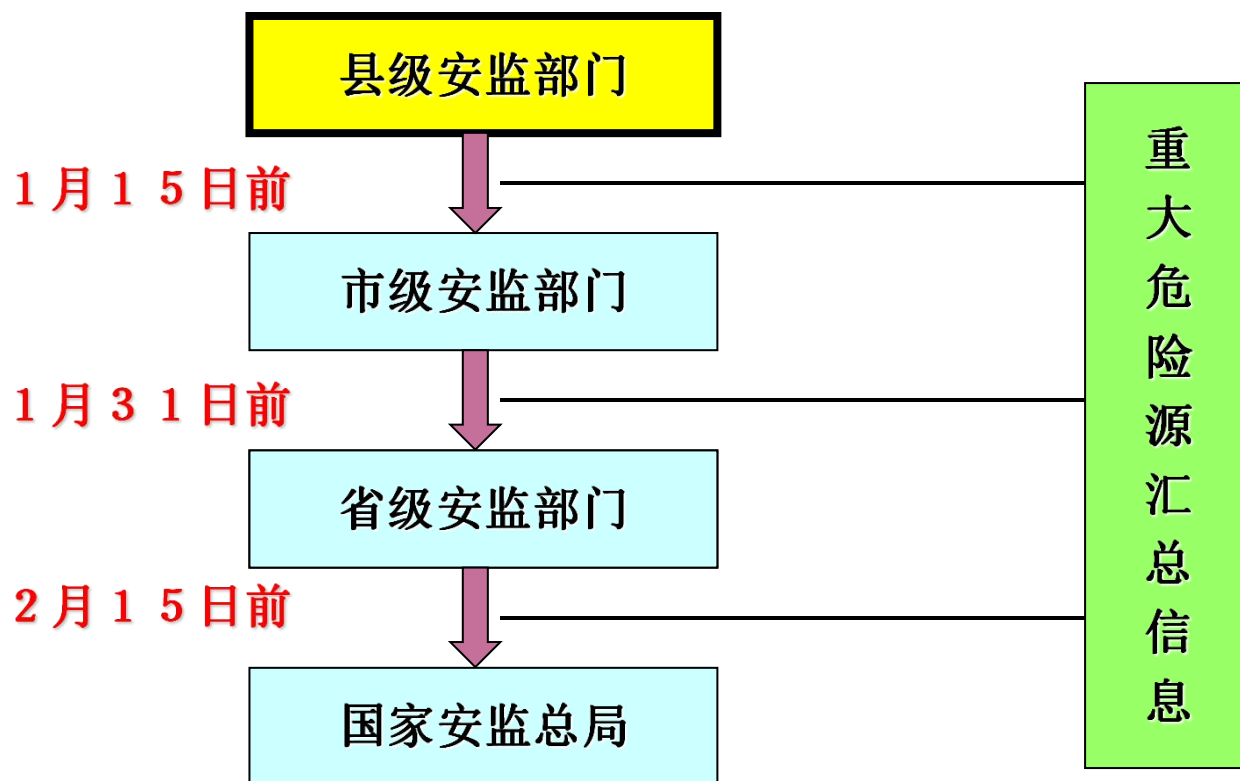 县级安监部门
１月１５日前
市级安监部门
１月３１日前
省级安监部门
２月１５日前
国家安监总局
重大危险源汇总信息